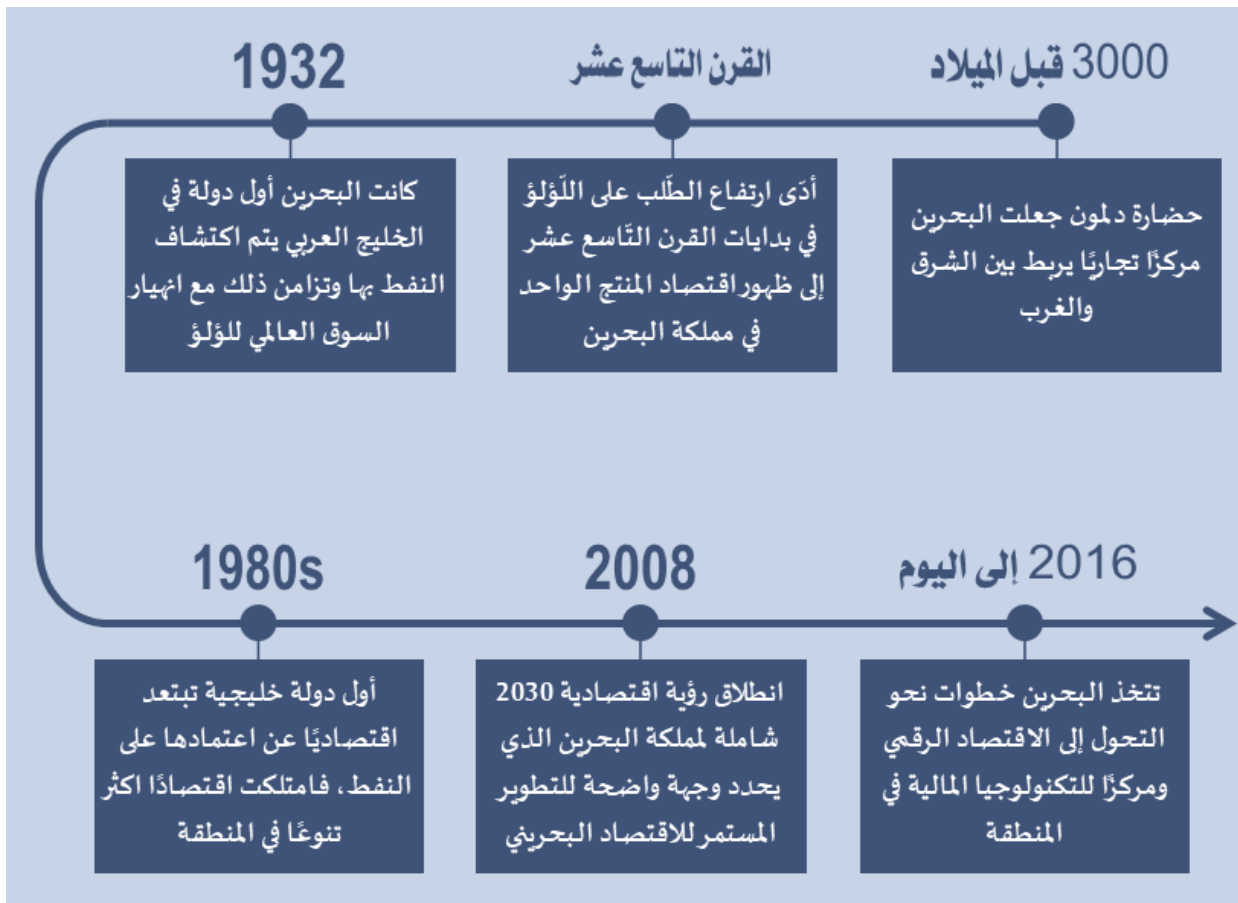 3000 قبل الميلاد
حضارة دلمون جعلت البحرين
مركزًا تجاريًا يربط بين الشرق
والغرب
القرن التاسع عشر
أدّى ارتفاع الطّلب على اللّؤلؤ
في بدايات القرن التّاسع عشر
إلى ظهور اقتصاد المنتج الواحد
في مملكة البحرين
1932
كانت البحرين أول دولة في
الخليج العربي يتم اكتشاف
النفط بها وتزامن ذلك مع انهيار
السوق العالمي للؤلؤ
1980s
أول دولة خليجية تبتعد
اقتصاديًا عن اعتمادها على
النفط، فامتلكت اقتصادًا اكثر
تنوعًا في المنطقة
2008
انطلاق رؤية اقتصادية 2030
شاملة لمملكة البحرين الذي
يحدد وجهة واضحة للتطوير
المستمر للاقتصاد البحريني
2016 إلى اليوم
تتخذ البحرين خطوات نحو
التحول إلى الاقتصاد الرقمي
ومركزًا للتكنولوجيا المالية في
المنطقة